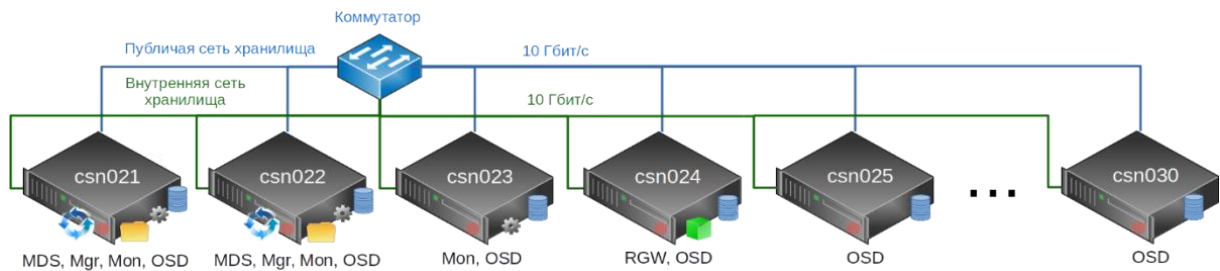 Коммутатор
Публичая сеть хранилища
10 Гбит/с
Внутренняя сеть
хранилища
10 Гбит/с
csn021
csn022
csn023
csn024
csn025
...
csn030
MDS, Mgr, Mon, OSD
MDS, Mgr, Mon, OSD
Mon, OSD
RGW, OSD
OSD
OSD